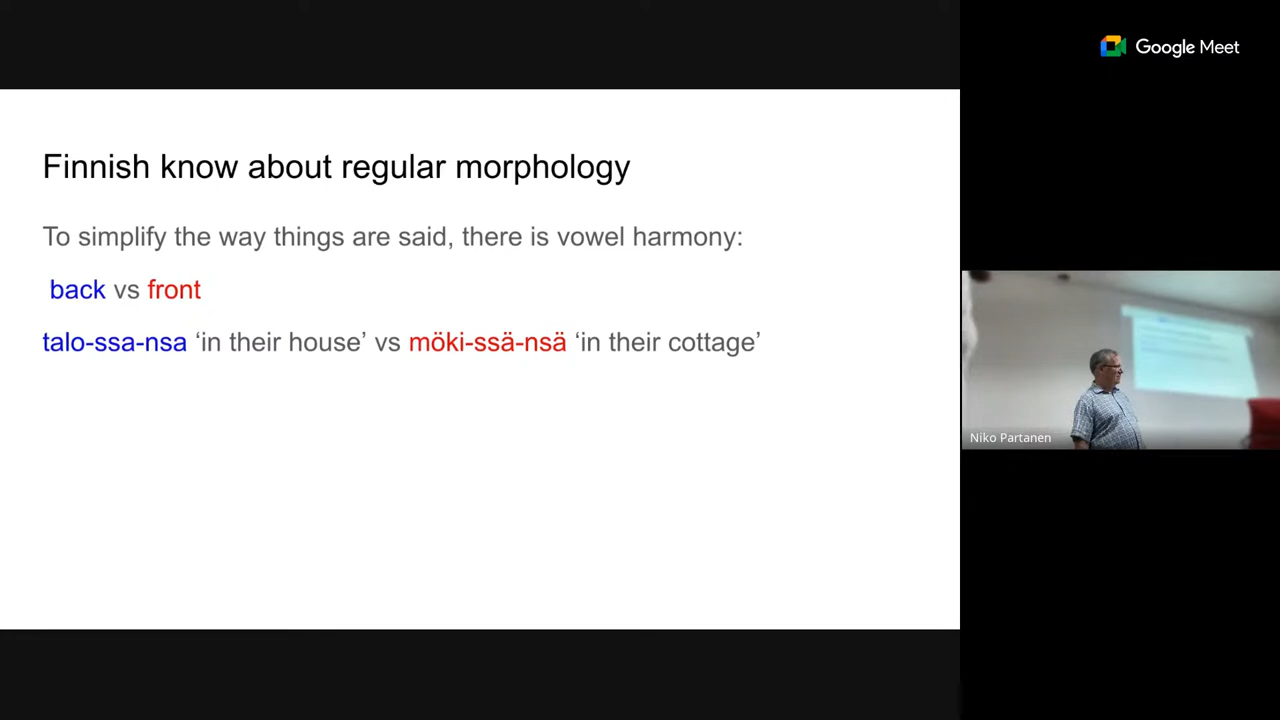 Google Meet
Finnish know about regular morphology
To simplify the way things are said, there is vowel harmony:
back vs front
talo-ssa-nsa ‘in their house’ vs möki-ssä-nsä ‘in their cottage’
Niko Partanen